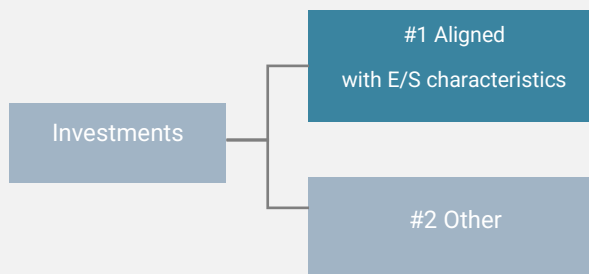 #1 Aligned
with E/S characteristics
Investments
#2 Other